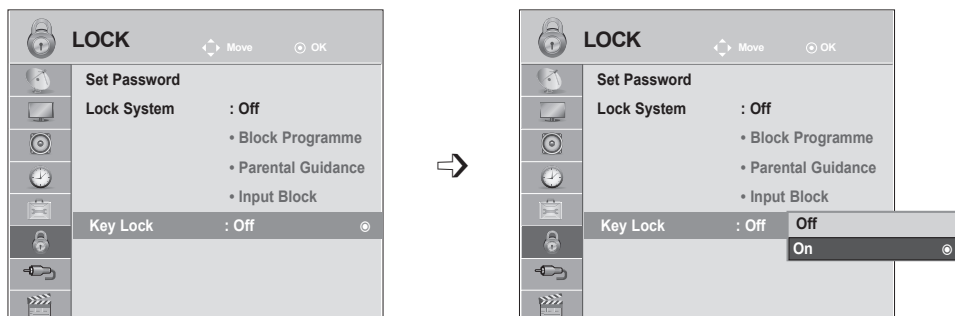 LOCK
Move OK
Set Password
Lock System : Off
• Block Programme
• Parental Guidance
• Input Block
Key Lock : Off
LOCK
Move OK
Set Password
Lock System : Off
• Block Programme
• Parental Guidance
• Input Block
Key Lock : Off
Off
On